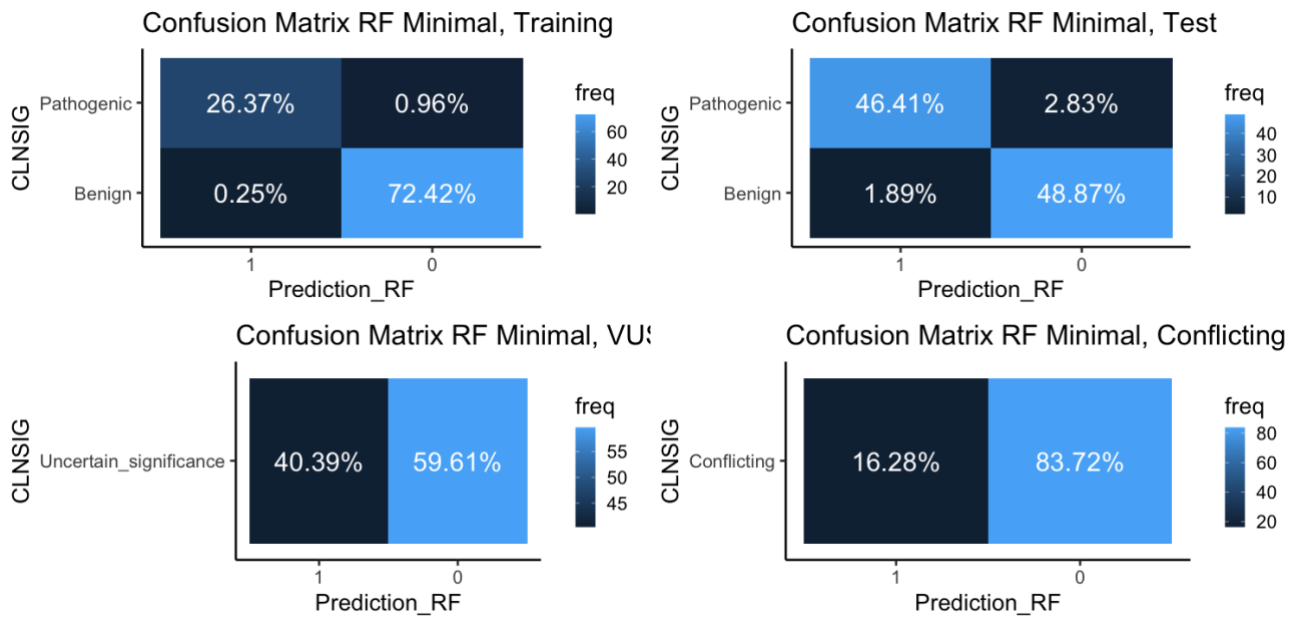 Confusion Matrix RF Minimal, Training
CLNSIG
Pathogenic
Benign
26.37%
0.96%
0.25%
72.42%
1
0
Prediction_RF
freq
60
40
20
Confusion Matrix RF Minimal, Test
CLNSIG
Pathogenic
Benign
46.41%
2.83%
1.89%
48.87%
1
0
Prediction_RF
freq
40
30
20
10
Confusion Matrix RF Minimal, VUS
CLNSIG
Uncertain_significance
40.39%
59.61%
1
0
Prediction_RF
freq
55
50
45
Confusion Matrix RF Minimal, Conflicting
CLNSIG
Conflicting
16.28%
83.72%
1
0
Prediction_RF
freq
80
60
40
20